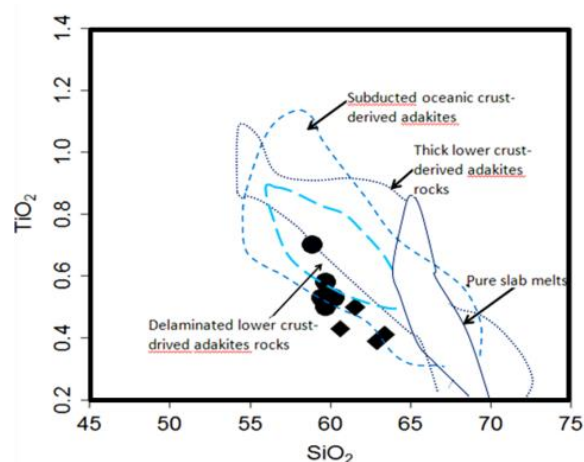 1.4
1.2
1.0
0.8
0.6
0.4
0.2
TiO2
Subducted oceanic crust-
derived adakites
Thick lower crust-
derived adakites
rocks
Pure slab melts
Delaminated lower crust-
drived adakites rocks
45
50
55
60
65
70
75
SiO2